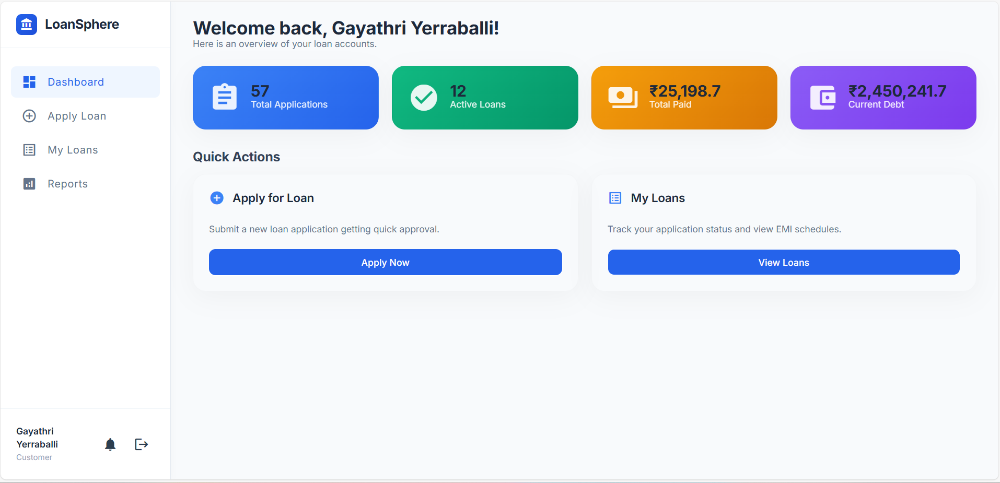 LoanSphere
Dashboard
Apply Loan
My Loans
Reports
Gayathri
Yerraballi
Customer
Welcome back, Gayathri Yerraballi!
Here is an overview of your loan accounts.
57
Total Applications
12
Active Loans
₹25,198.7
Total Paid
₹2,450,241.7
Current Debt
Quick Actions
Apply for Loan
Submit a new loan application getting quick approval.
Apply Now
My Loans
Track your application status and view EMI schedules.
View Loans